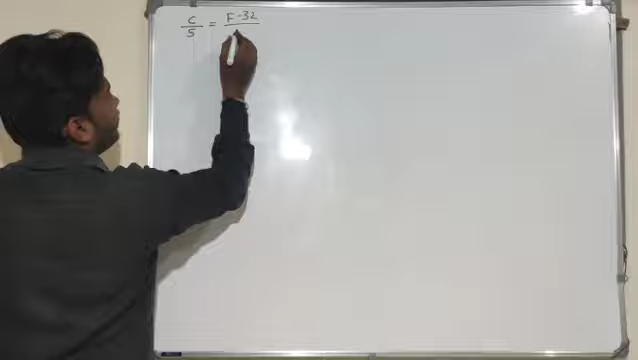 C/5 = F-32/